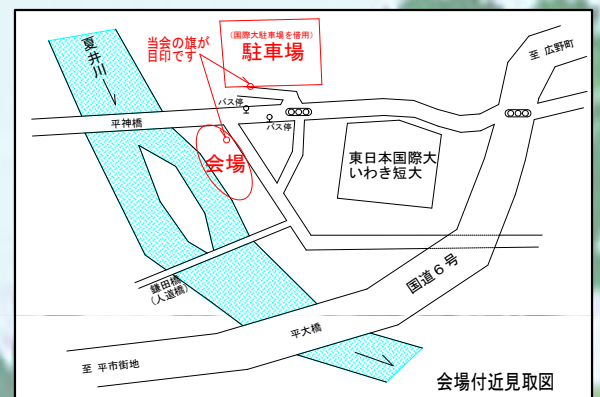 夏井川
当会の旗が
目印です
(国際大駐車場を借用)
駐車場
至 広野町
バス停
バス停
平神橋
会場
東日本国際大
いわき短大
鎌田橋
(人道橋)
国道6号
平大橋
至 平市街地
会場付近見取図